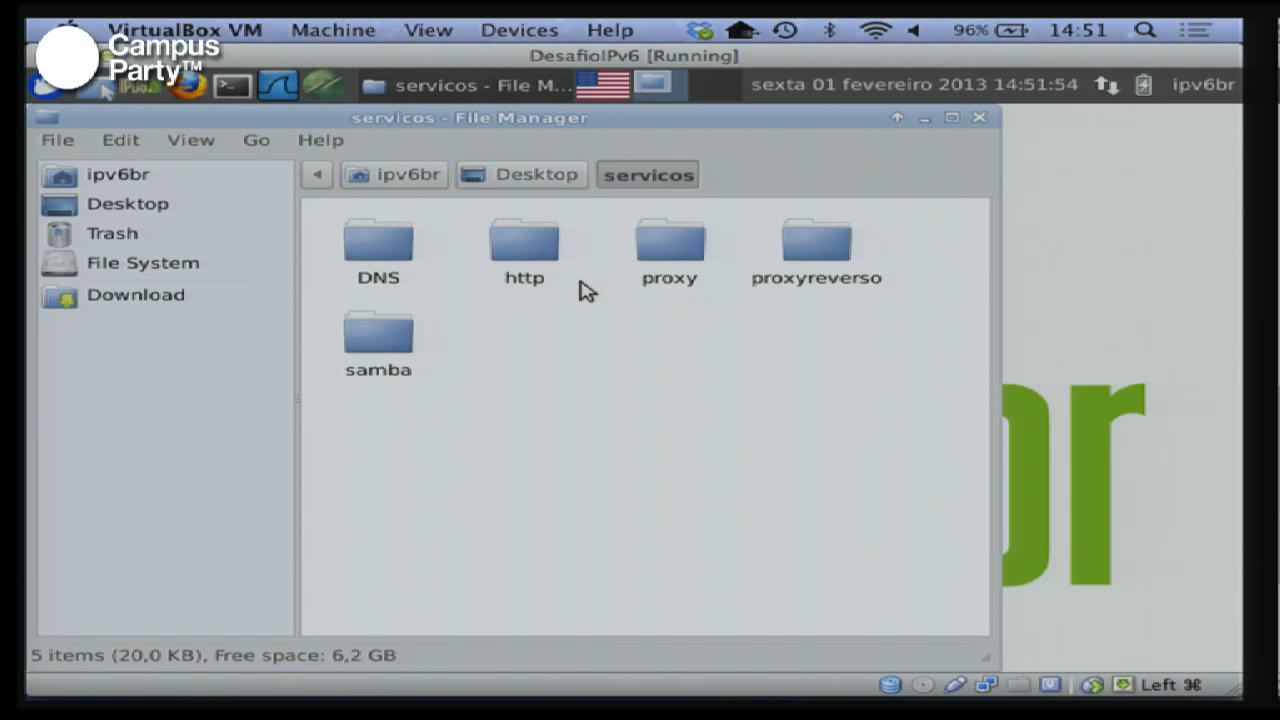 VirtualBox VM Machine View Devices Help 96% 14:51
Campus
Party™
DesafioIPv6 [Running]
servicos - File M... sexta 01 fevereiro 2013 14:51:54 ipv6br
servicos - File Manager
File Edit View Go Help
ipv6br
Desktop
Trash
File System
Download
ipv6br Desktop servicos
DNS http proxy proxyreverso
samba
br
5 items (20,0 KB), Free space: 6,2 GB
Left ⌘